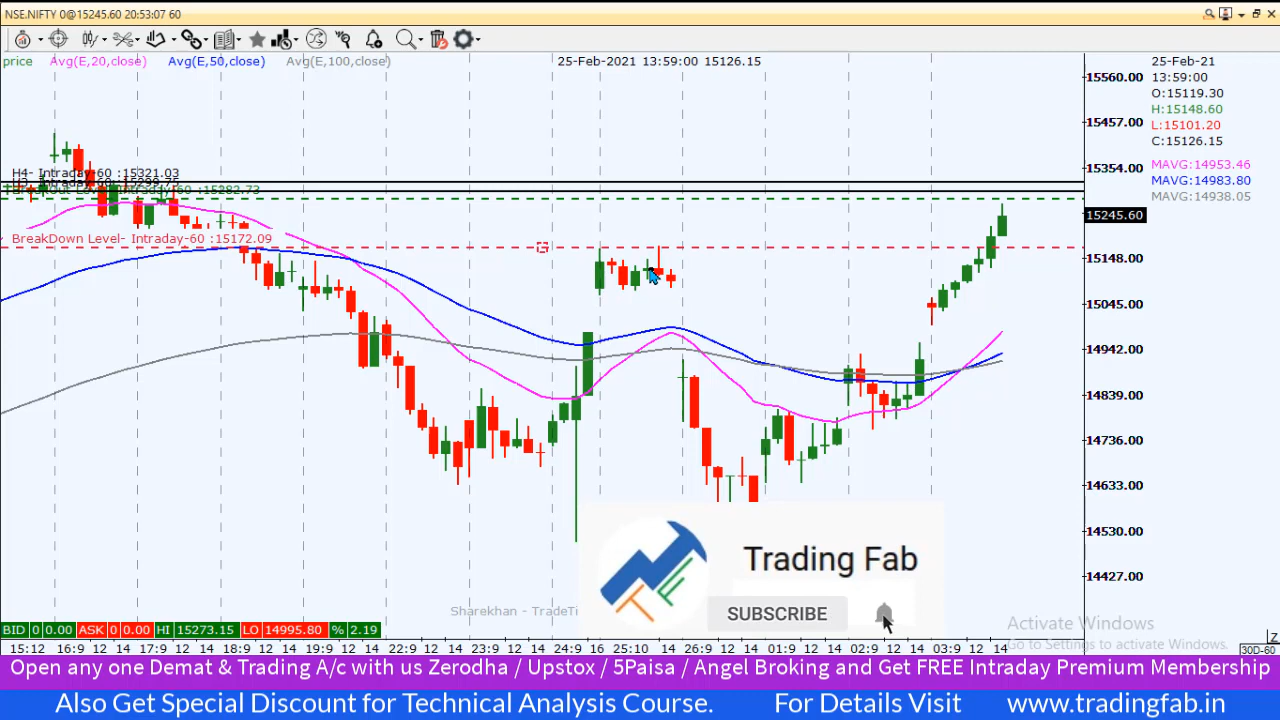 NSE.NIFTY 0@15245.60 20:53:07 60
price Avg(E,20,close) Avg(E,50,close) Avg(E,100,close) 25-Feb-2021 13:59:00 15126.15
25-Feb-21
13:59:00
O:15119.30
H:15148.60
L:15101.20
C:15126.15
MAVG:14953.46
MAVG:14983.80
MAVG:14938.05
15560.00
15457.00
15354.00
15245.60
15148.00
15045.00
14942.00
14839.00
14736.00
14633.00
14530.00
14427.00
H4- Intraday-60 :15321.03
Intraday-60
Level- Intraday-60 :15282.73
BreakDown Level- Intraday-60 :15172.09
Trading Fab
SUBSCRIBE
Sharekhan - TradeTi
Activate Windows
Go to Settings to activate Windows.
BID 0 0.00 ASK 0 0.00 HI 15273.15 LO 14995.80 % 2.19
15:12 16:9 12 14 17:9 12 14 18:9 12 14 19:9 12 14 22:9 12 14 23:9 12 14 24:9 12 16 25:10 12 14 26:9 12 14 01:9 12 14 02:9 12 14 03:9 12 14
30D-60
Z
Open any one Demat & Trading A/c with us Zerodha / Upstox / 5Paisa / Angel Broking and Get FREE Intraday Premium Membership
Also Get Special Discount for Technical Analysis Course. For Details Visit www.tradingfab.in